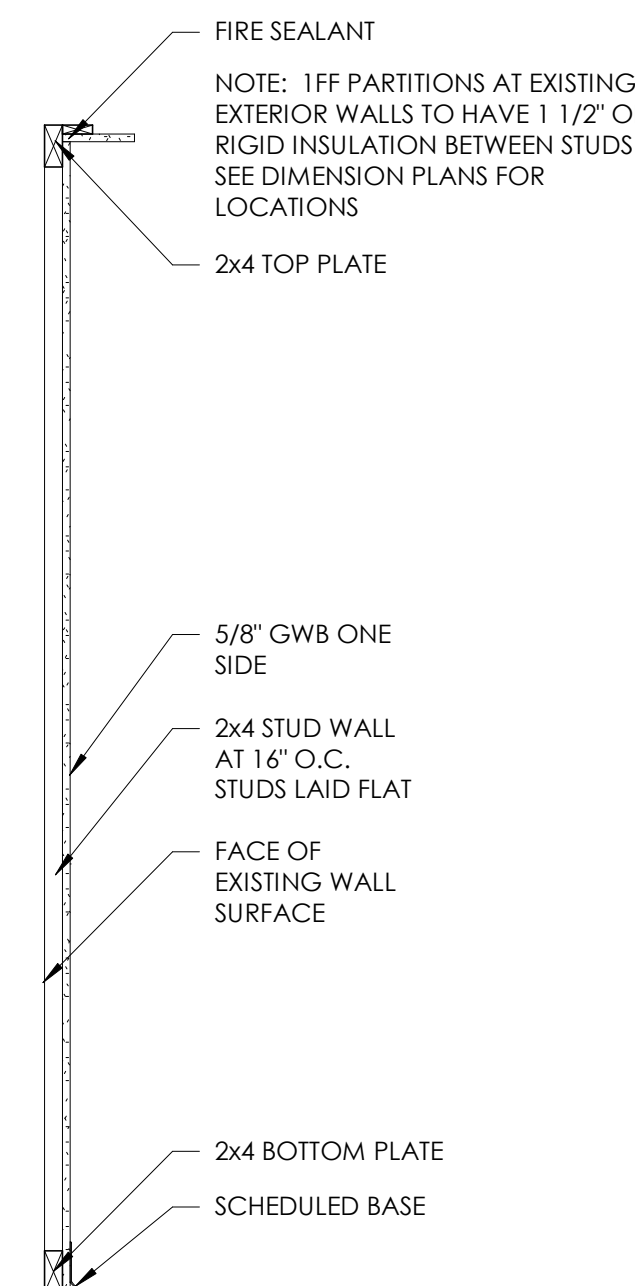 FIRE SEALANT
NOTE: 1FF PARTITIONS AT EXISTING
EXTERIOR WALLS TO HAVE 1 1/2" O
RIGID INSULATION BETWEEN STUDS
SEE DIMENSION PLANS FOR
LOCATIONS
2x4 TOP PLATE
5/8" GWB ONE
SIDE
2x4 STUD WALL
AT 16" O.C.
STUDS LAID FLAT
FACE OF
EXISTING WALL
SURFACE
2x4 BOTTOM PLATE
SCHEDULED BASE